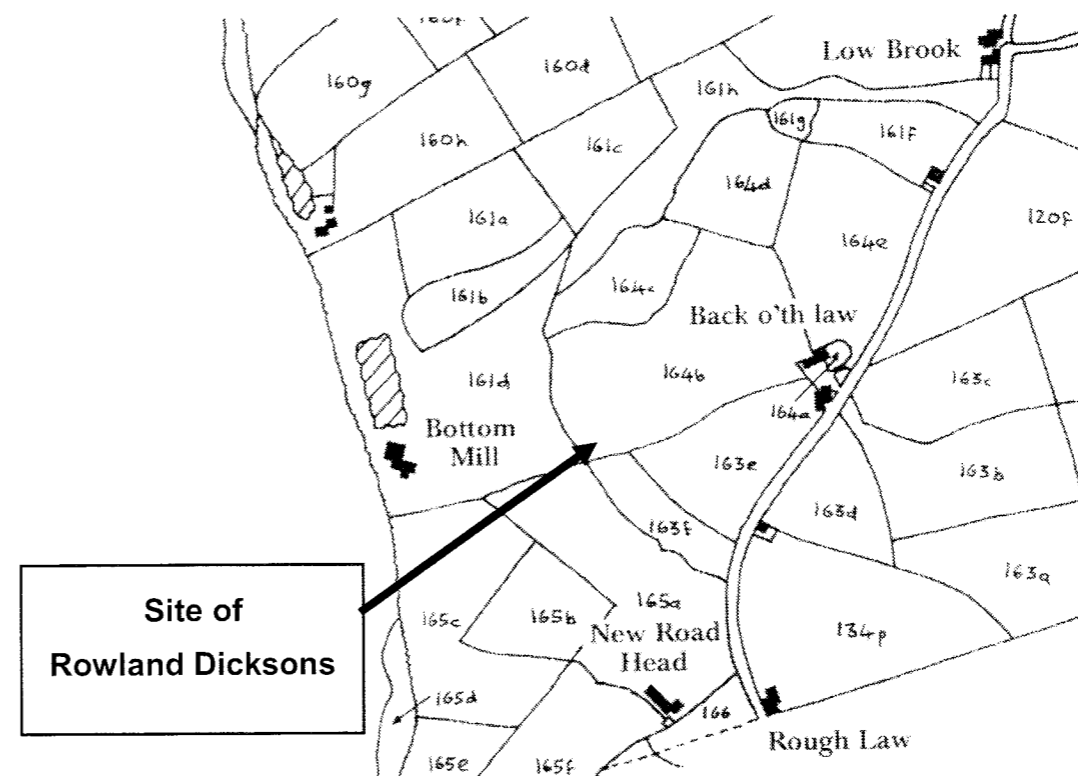 160f
Low Brook
160g
160d
161h
161g
161f
160h
161c
164d
161a
120f
164e
161b
164c
Back o'th law
164b
161d
163c
164a
Bottom
Mill
163e
163b
163f
163d
163a
Site of
Rowland Dicksons
165c
165b
165a
New Road
Head
134p
165d
166
Rough Law
165e
165f